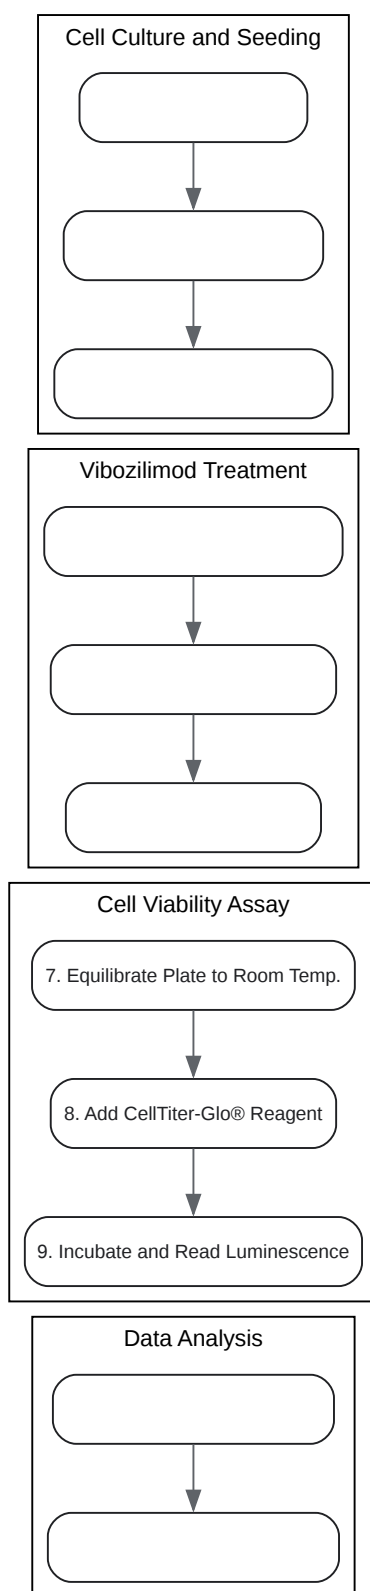 Cell Culture and Seeding
Vibozilimod Treatment
Cell Viability Assay
7. Equilibrate Plate to Room Temp.
8. Add CellTiter-Glo® Reagent
9. Incubate and Read Luminescence
Data Analysis